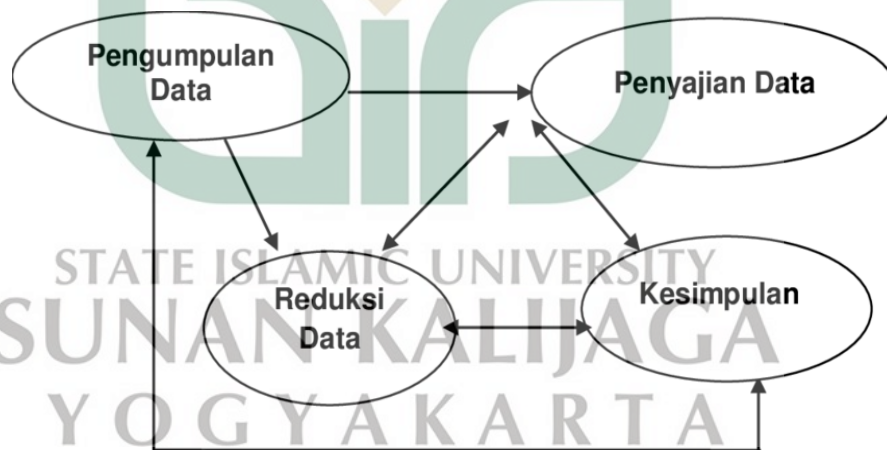 Pengumpulan
Data
Penyajian Data
STATE ISLAMIC UNIVERSITY
Reduksi
Data
Kesimpulan
SUNAN KALIJAGA
YOGYAKARTA